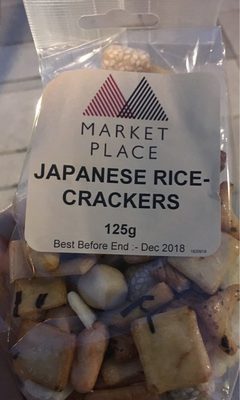 MARKET
PLACE
JAPANESE RICE-
CRACKERS
125g
Best Before End :- Dec 2018